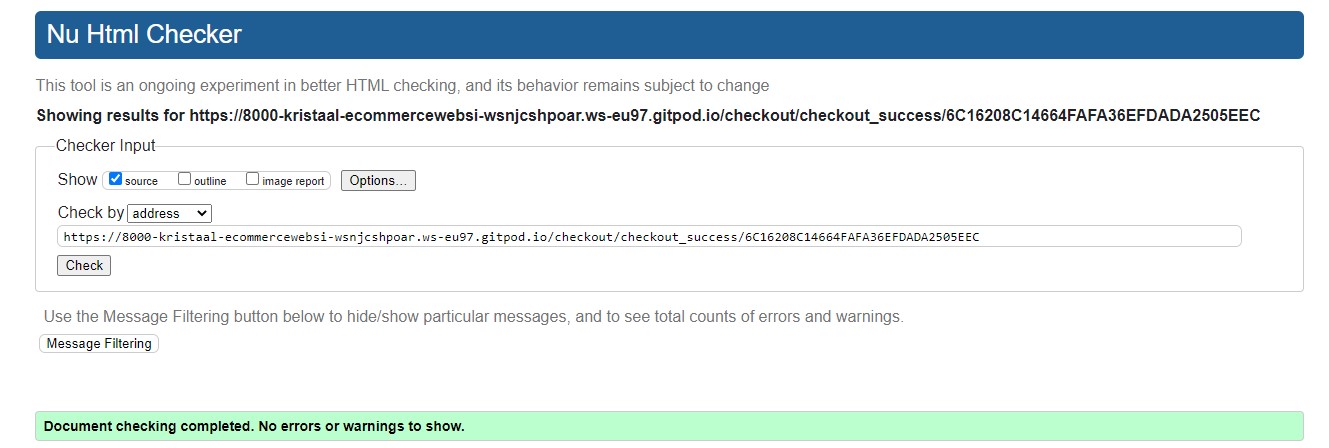 Nu Html Checker
This tool is an ongoing experiment in better HTML checking, and its behavior remains subject to change
Showing results for https://8000-kristaal-ecommercewebsi-wsnjcshpoar.ws-eu97.gitpod.io/checkout/checkout_success/6C16208C14664FAFA36EFDADA2505EEC
Checker Input
Show source outline image report Options...
Check by address
https://8000-kristaal-ecommercewebsi-wsnjcshpoar.ws-eu97.gitpod.io/checkout/checkout_success/6C16208C14664FAFA36EFDADA2505EEC
Check
Use the Message Filtering button below to hide/show particular messages, and to see total counts of errors and warnings.
Message Filtering
Document checking completed. No errors or warnings to show.